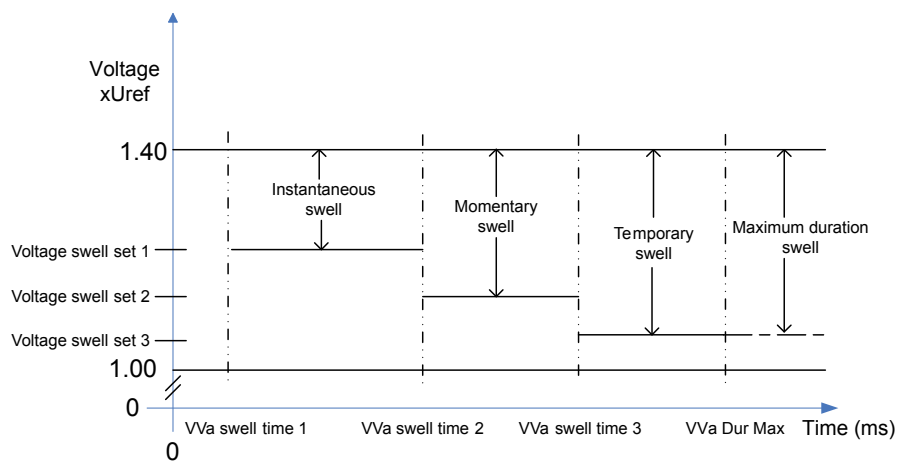 Voltage
xUref
1.40
Instantaneous
swell
Momentary
swell
Temporary
swell
Maximum duration
swell
Voltage swell set 1
Voltage swell set 2
Voltage swell set 3
1.00
0
VVa swell time 1
VVa swell time 2
VVa swell time 3
VVa Dur Max
Time (ms)
0